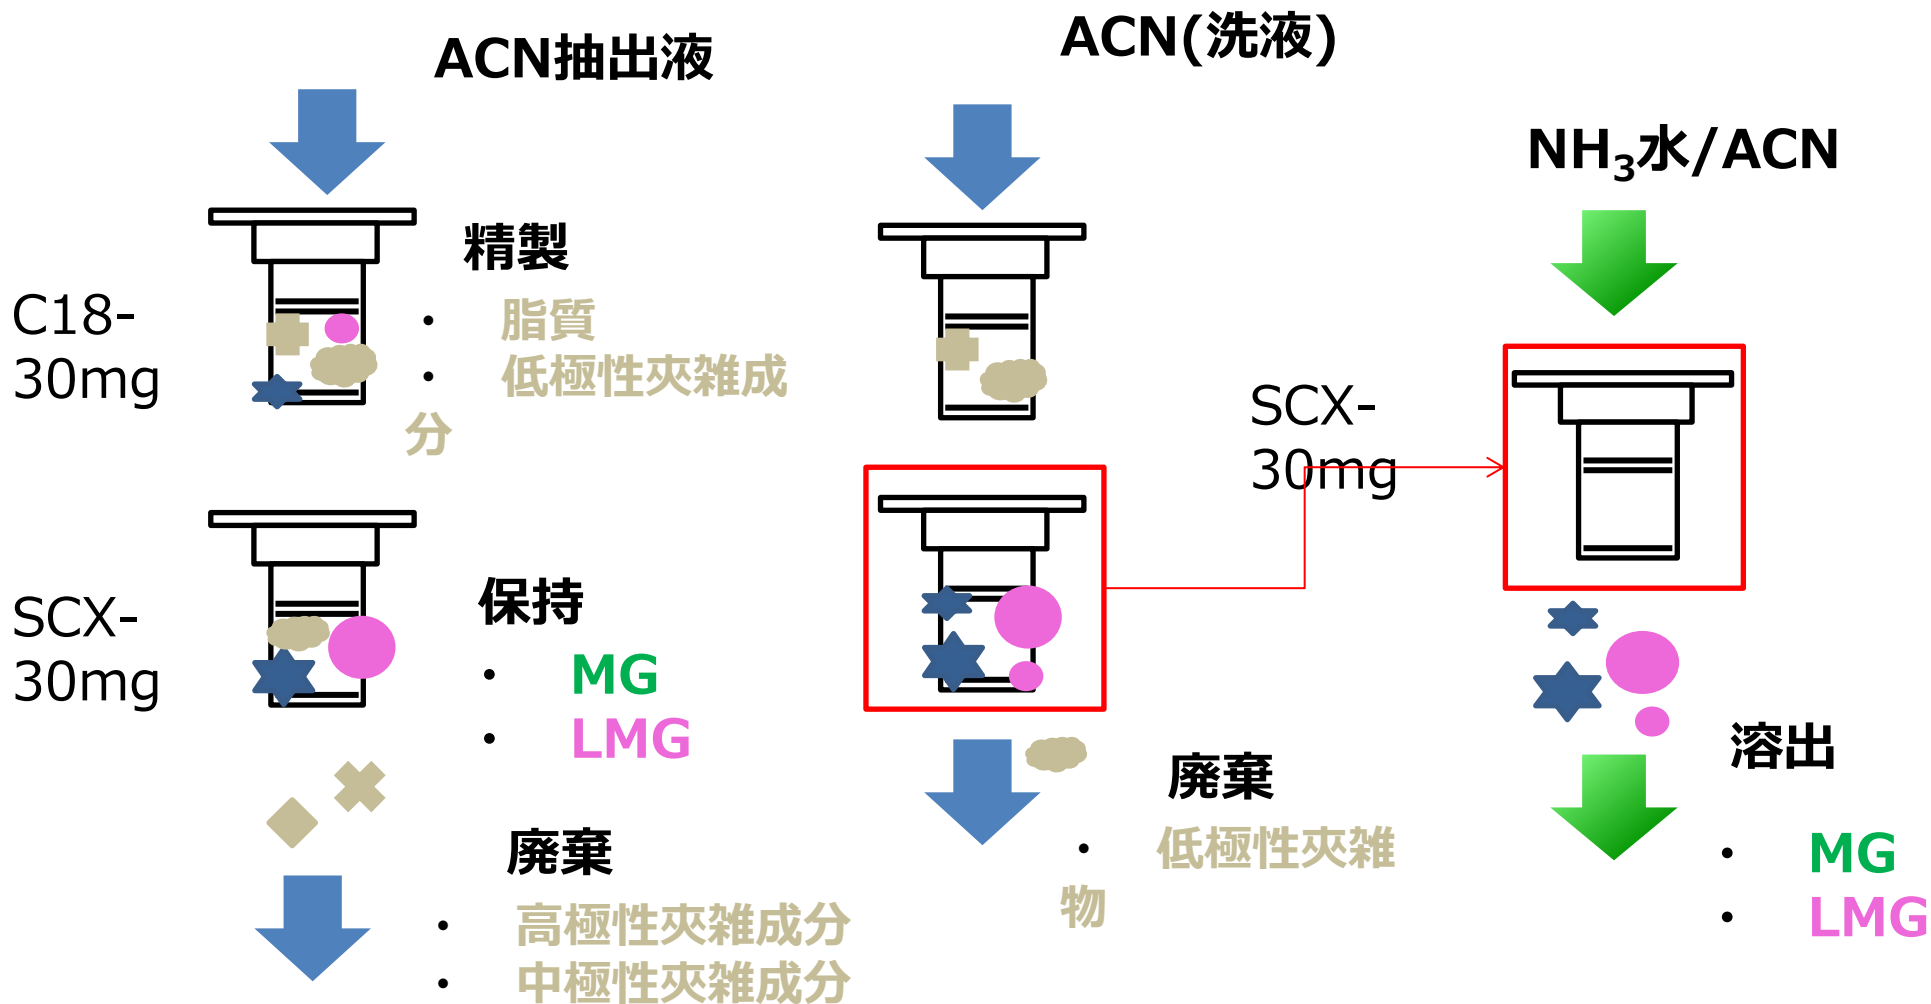 ACN抽出液
C18-
30mg
精製
・ 脂質
・ 低極性夾雑成
分
SCX-
30mg
保持
・ MG
・ LMG
廃棄
・ 高極性夾雑成分
・ 中極性夾雑成分
ACN(洗液)
廃棄
・ 低極性夾雑
物
SCX-
30mg
NH₃水/ACN
溶出
・ MG
・ LMG